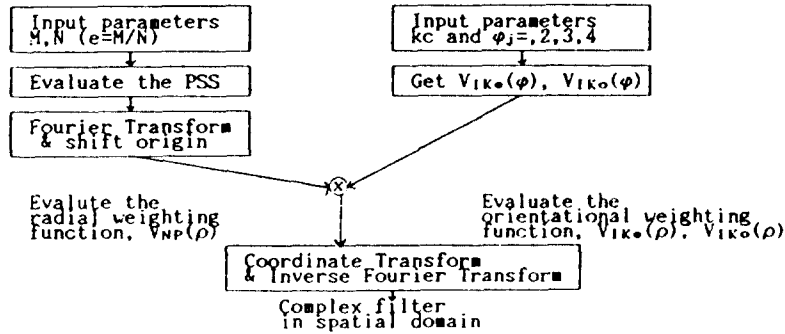 Input parameters
M,N (e=M/N)
Input parameters
kc and φj=,2,3,4
Evaluate the PSS
Get VIKe(φ), VIKo(φ)
Fourier Transform
& shift origin
x
Evalute the
radial weighting
function, VNP(ρ)
Evaluate the
orientational weighting
function, VIKe(ρ), VIKo(ρ)
Coordinate Transform
& Inverse Fourier Transform
Complex filter
in spatial domain